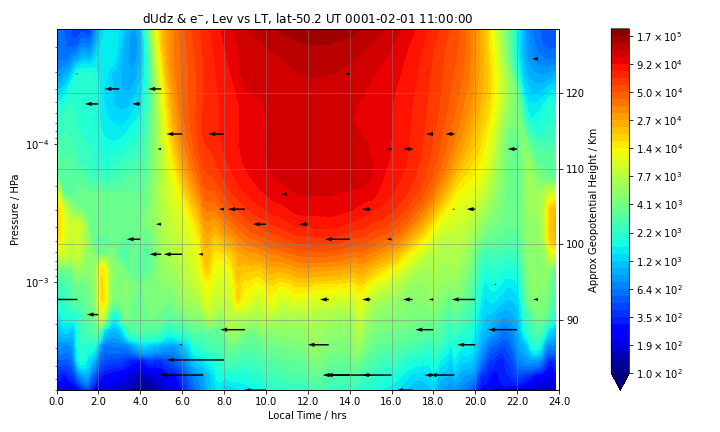 dUdz & e⁻, Lev vs LT, lat-50.2 UT 0001-02-01 11:00:00
Pressure / HPa
10⁻⁴
10⁻³
0.0 2.0 4.0 6.0 8.0 10.0 12.0 14.0 16.0 18.0 20.0 22.0 24.0
Local Time / hrs
120
110
100
90
Approx Geopotential Height / Km
1.7 × 10⁵
9.2 × 10⁴
5.0 × 10⁴
2.7 × 10⁴
1.4 × 10⁴
7.7 × 10³
4.1 × 10³
2.2 × 10³
1.2 × 10³
6.4 × 10²
3.5 × 10²
1.9 × 10²
1.0 × 10²